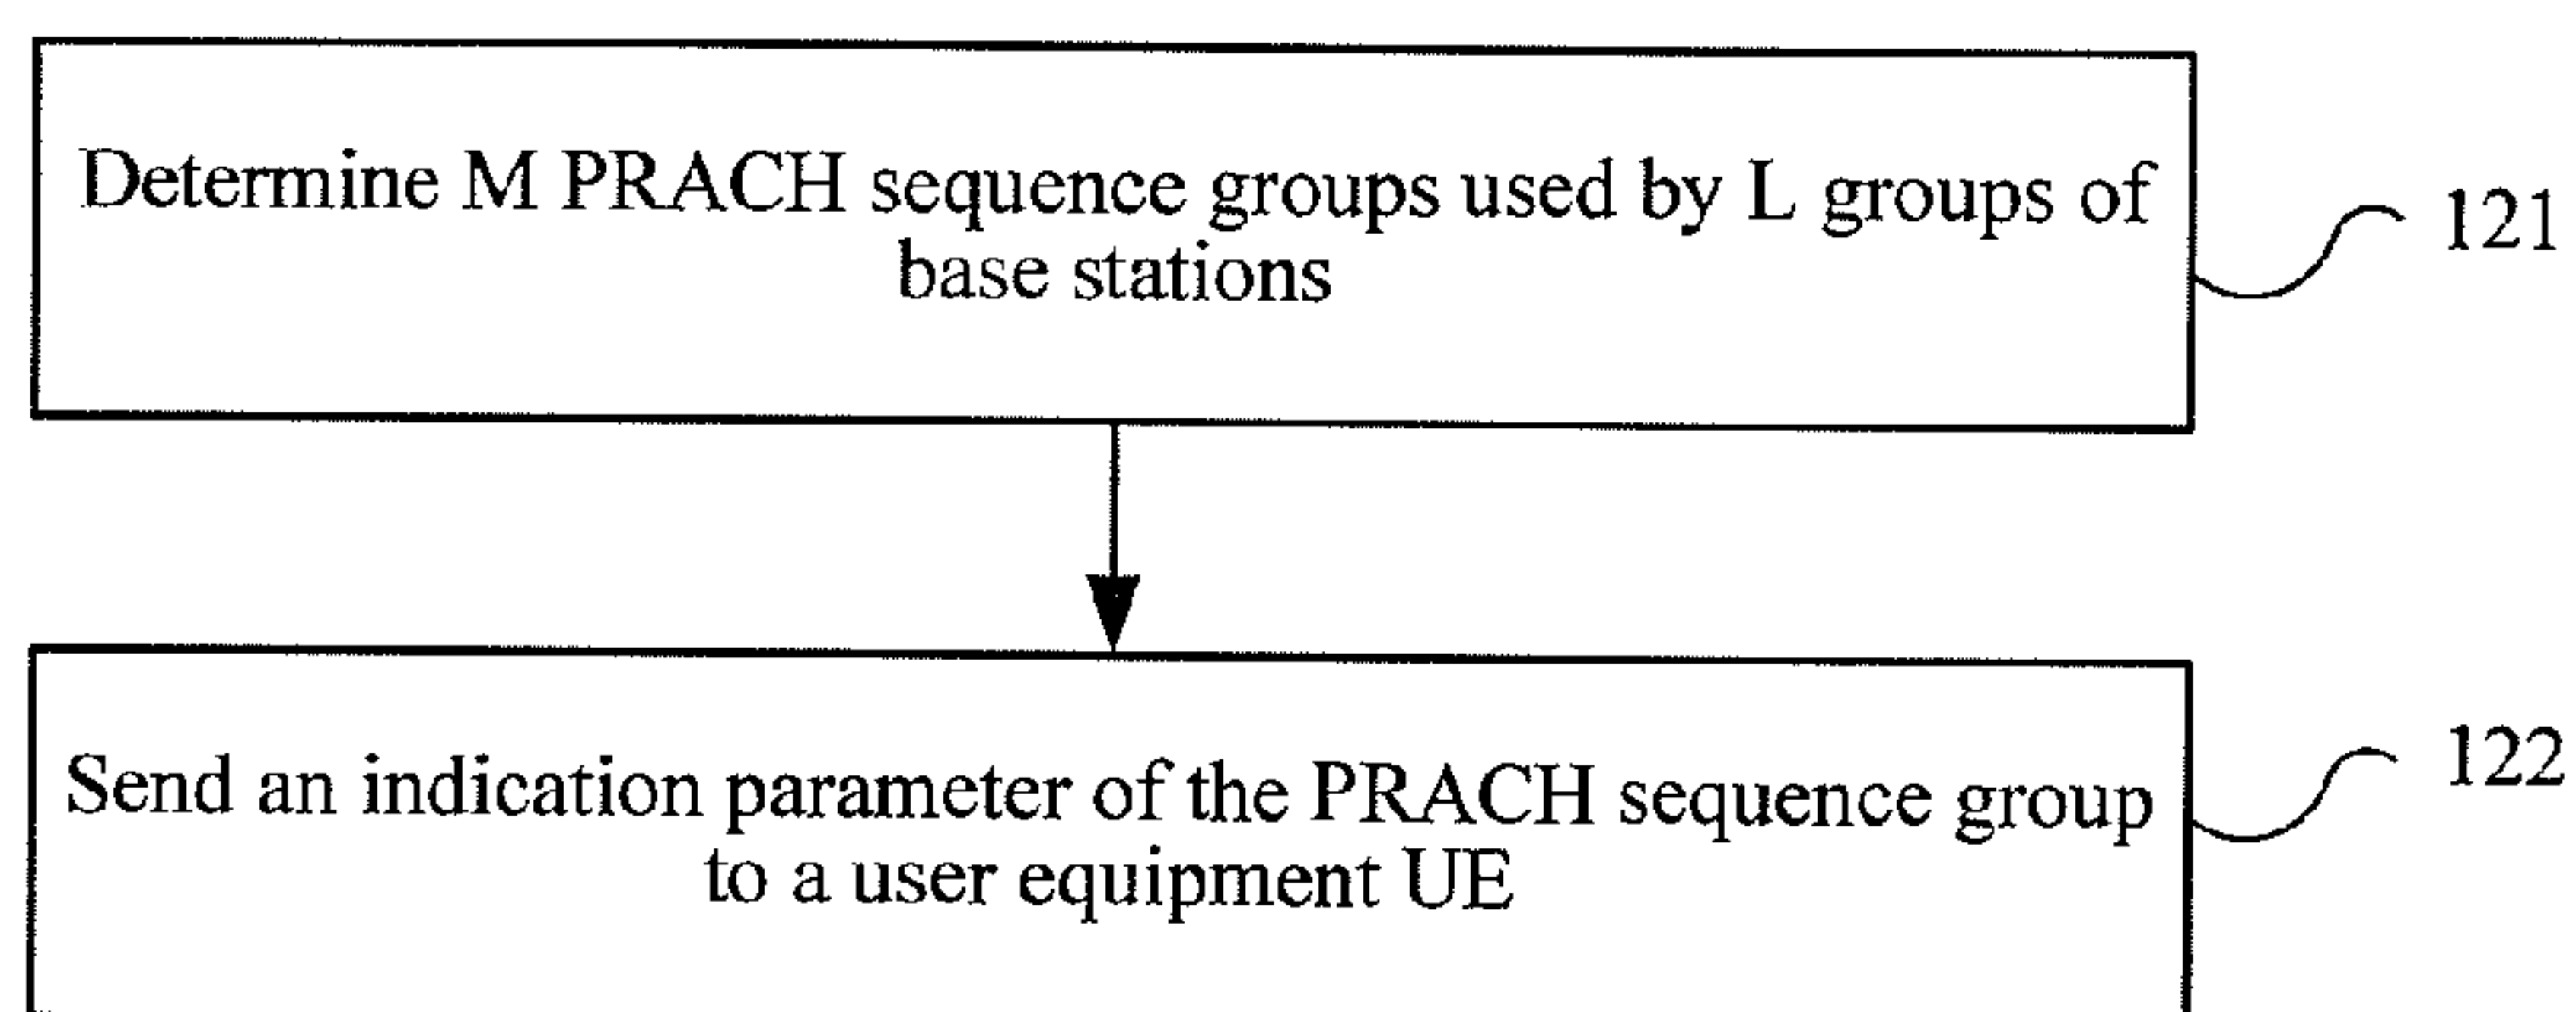 Determine M PRACH sequence groups used by L groups of
base stations
121
Send an indication parameter of the PRACH sequence group
to a user equipment UE
122